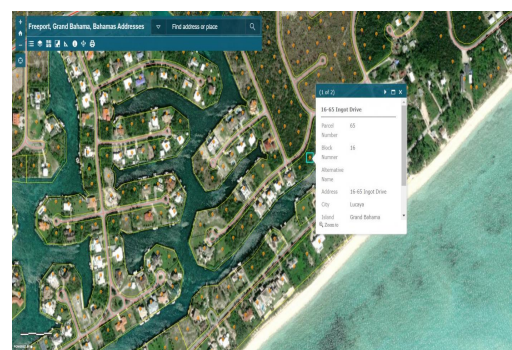 Freeport, Grand Bahama, Bahamas Addresses
Find address or place
(1 of 2)
16-65 Ingot Drive
Parcel Number 65
Block Numner 16
Alternative Name
Address 16-65 Ingot Drive
City Lucaya
Island Grand Bahama
Zoom to